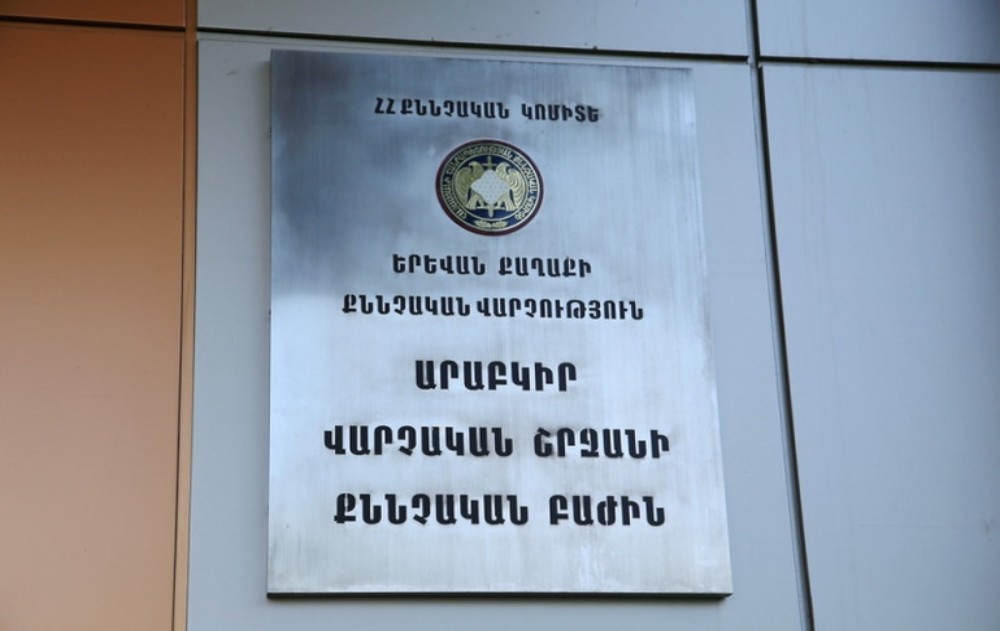 ՀՀ ՔՆՆՉԱԿԱՆ ԿՈՄԻՏԵ
ԵՐԵՎԱՆ ՔԱՂԱՔԻ
ՔՆՆՉԱԿԱՆ ՎԱՐՉՈՒԹՅՈՒՆ
ԱՐԱԲԿԻՐ
ՎԱՐՉԱԿԱՆ ՇՐՋԱՆԻ
ՔՆՆՉԱԿԱՆ ԲԱԺԻՆ